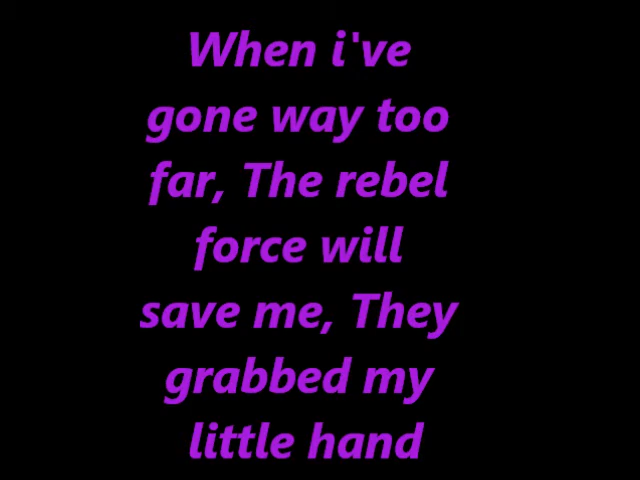 When i've
gone way too
far, The rebel
force will
save me, They
grabbed my
little hand